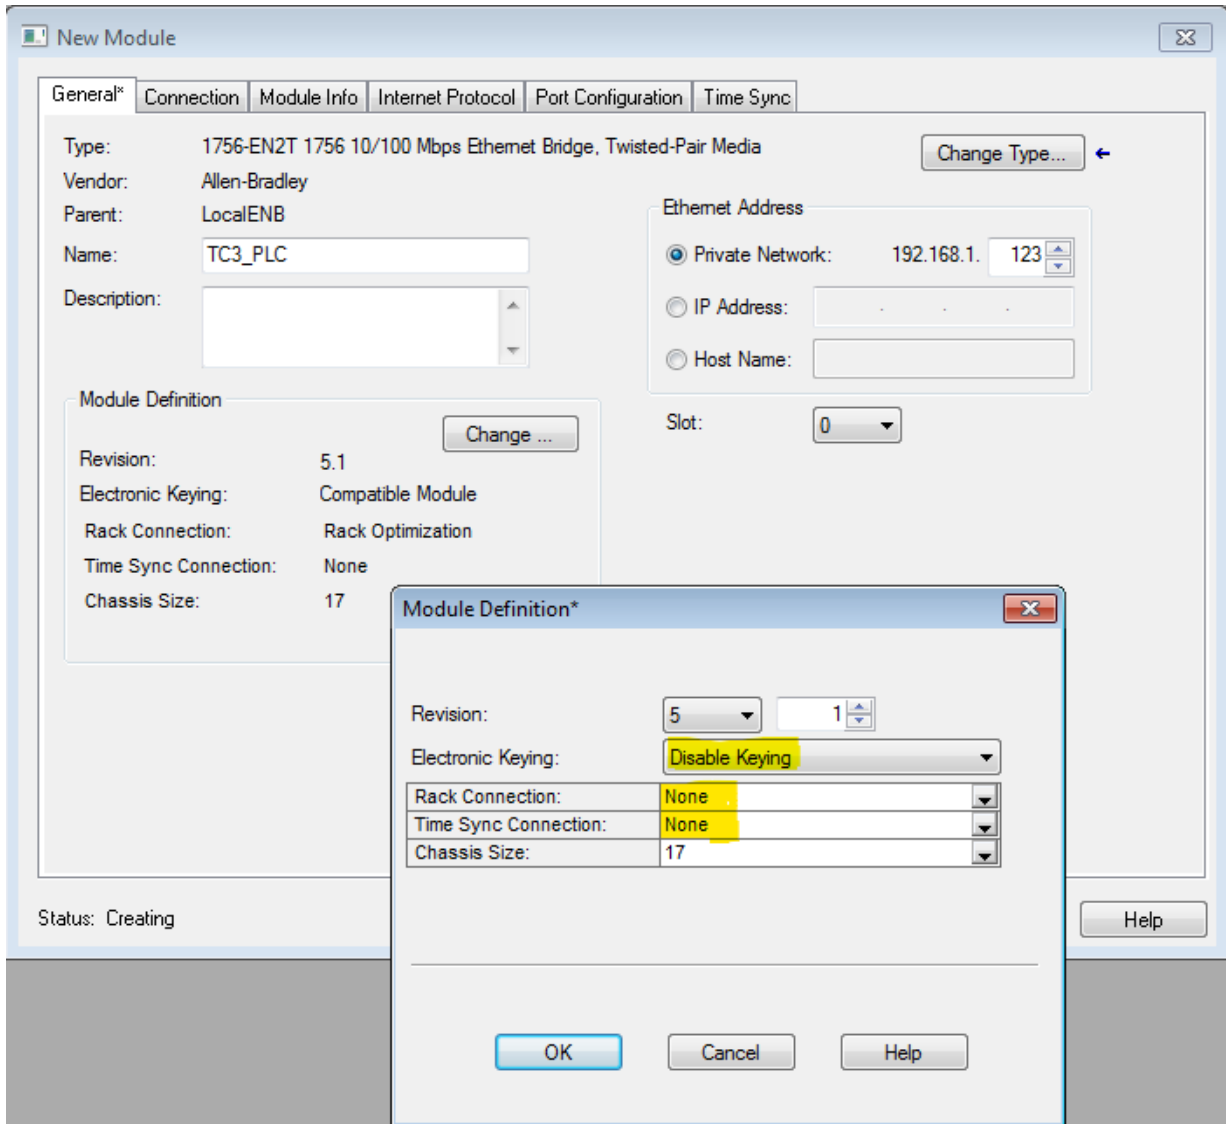 New Module
General* Connection Module Info Internet Protocol Port Configuration Time Sync
Type: 1756-EN2T 1756 10/100 Mbps Ethernet Bridge, Twisted-Pair Media
Change Type...
Vendor: Allen-Bradley
Parent: LocalENB
Name: TC3_PLC
Description:
Ethernet Address
Private Network: 192.168.1. 123
IP Address: . . .
Host Name:
Slot: 0
Module Definition
Change ...
Revision: 5.1
Electronic Keying: Compatible Module
Rack Connection: Rack Optimization
Time Sync Connection: None
Chassis Size: 17
Status: Creating
Help
Module Definition*
Revision: 5 1
Electronic Keying: Disable Keying
Rack Connection: None
Time Sync Connection: None
Chassis Size: 17
OK Cancel Help